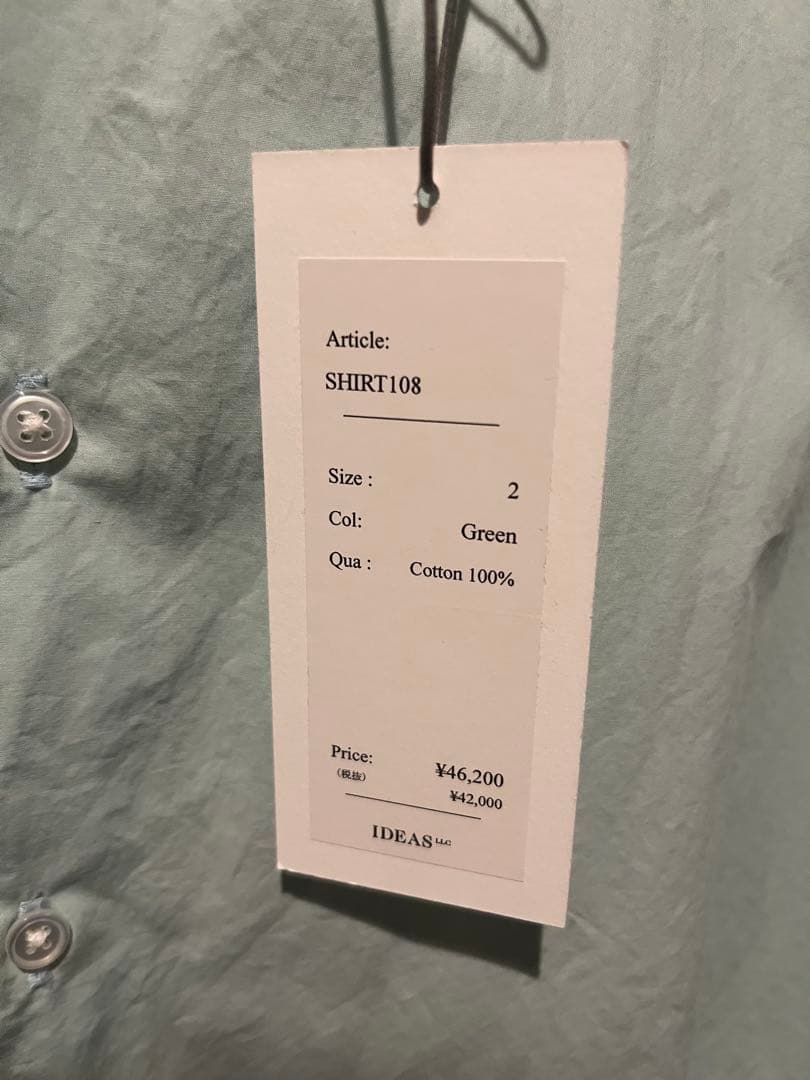 Article:
SHIRT108
Size : 2
Col: Green
Qua : Cotton 100%
Price: ¥46,200
(税抜) ¥42,000
IDEAS LLC